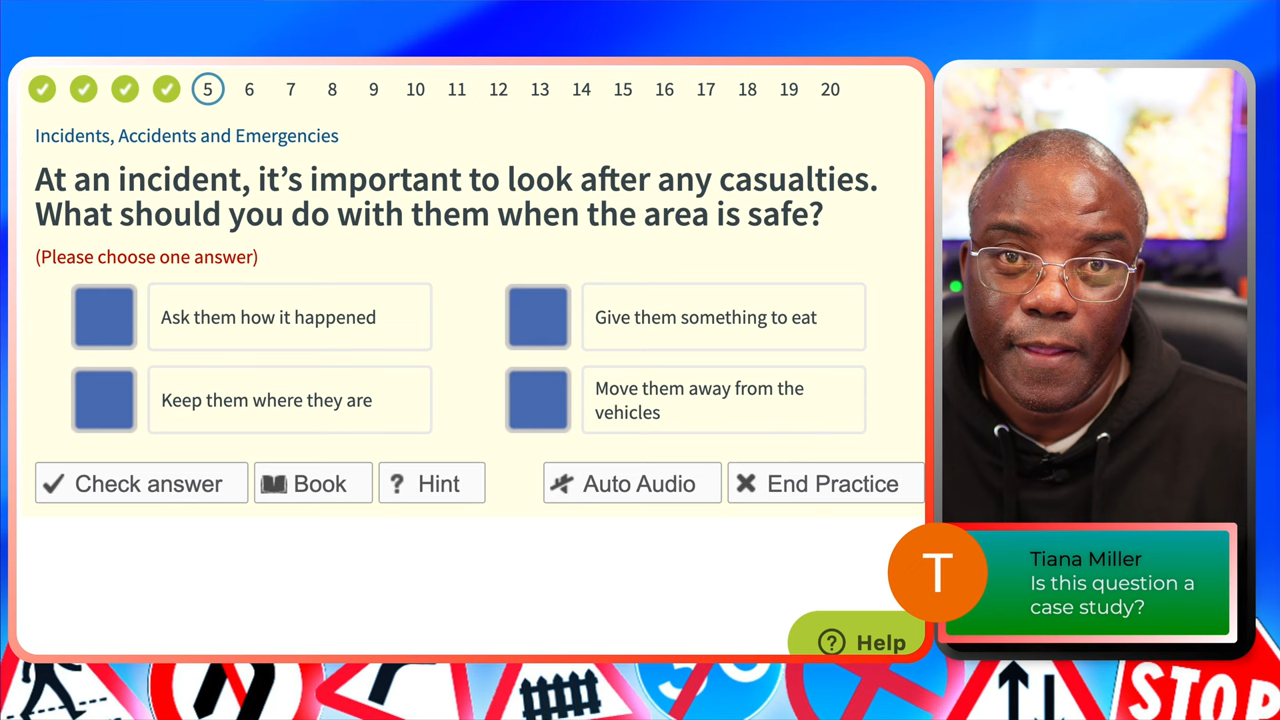 5 6 7 8 9 10 11 12 13 14 15 16 17 18 19 20
Incidents, Accidents and Emergencies
At an incident, it’s important to look after any casualties.
What should you do with them when the area is safe?
(Please choose one answer)
Ask them how it happened
Give them something to eat
Keep them where they are
Move them away from the
vehicles
Check answer
Book
? Hint
Auto Audio
End Practice
T
Tiana Miller
Is this question a
case study?
? Help
STOP